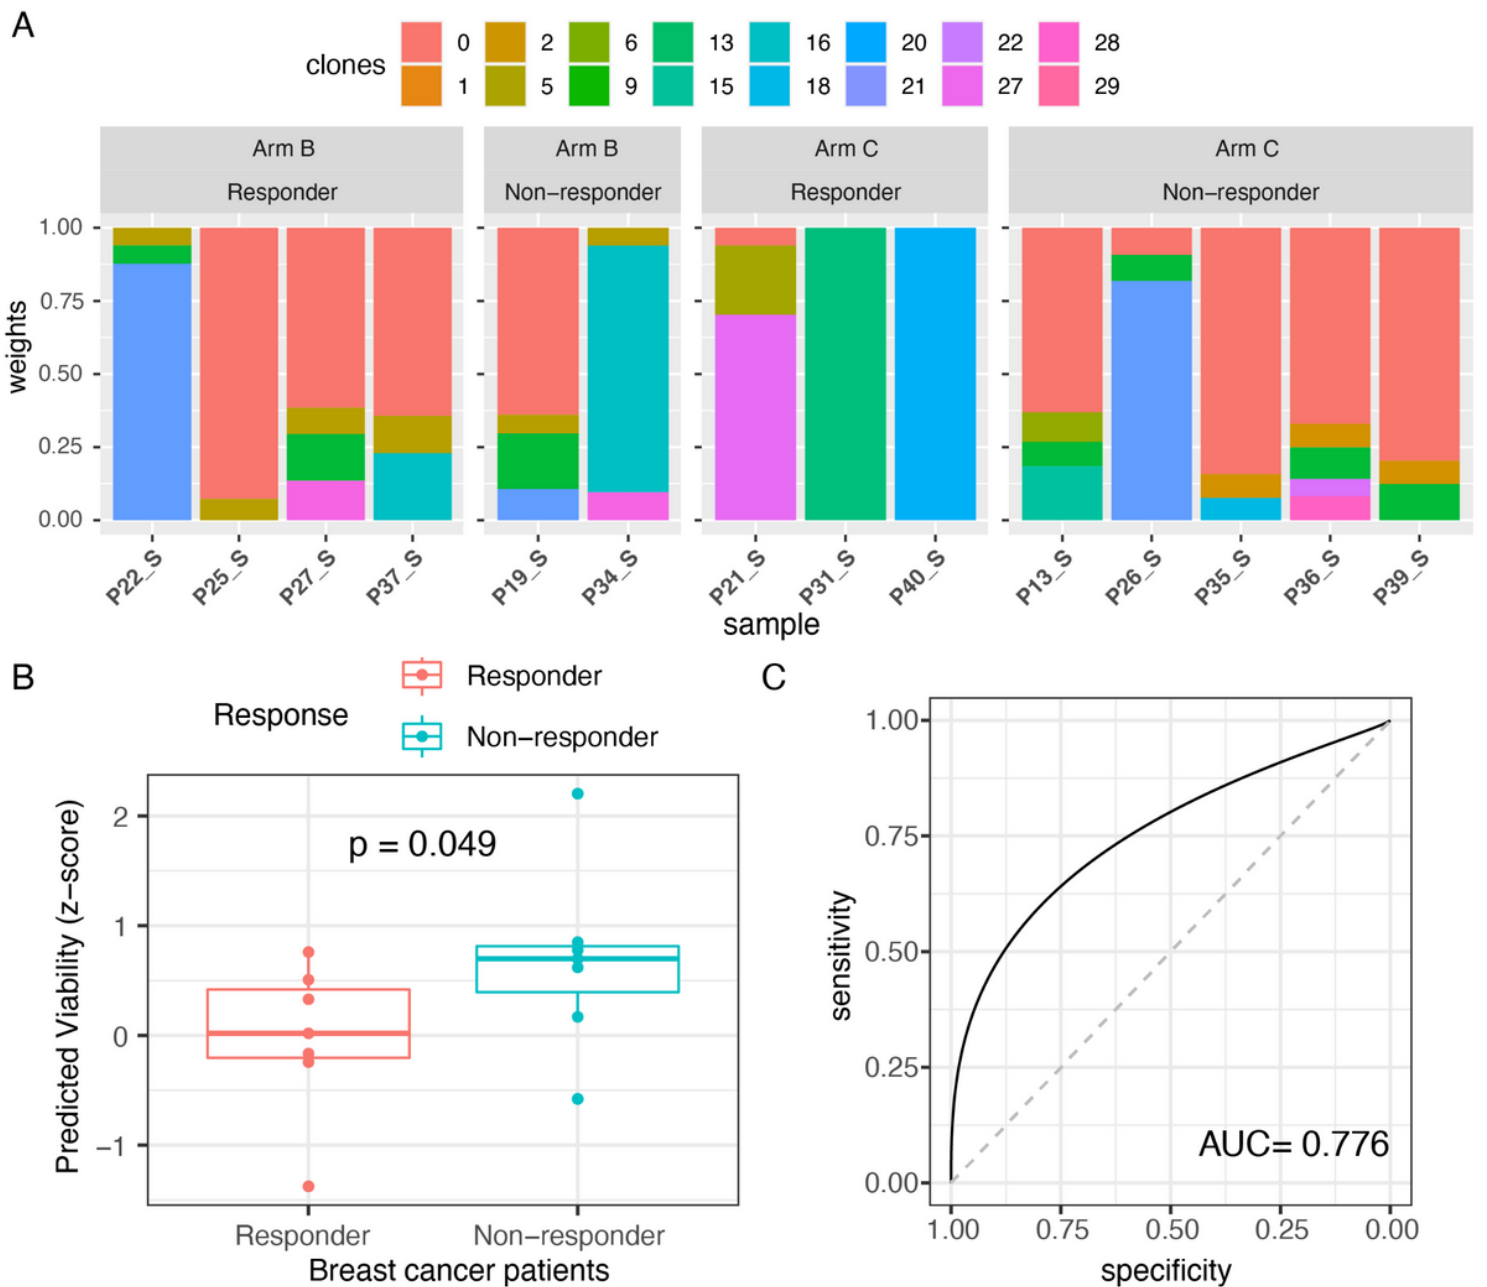 A
clones
0 2 6 13 16 20 22 28
1 5 9 15 18 21 27 29
Arm B Arm B Arm C Arm C
Responder Non−responder Responder Non−responder
weights
1.00
0.75
0.50
0.25
0.00
P22_S P25_S P27_S P37_S P19_S P34_S P21_S P31_S P40_S P13_S P26_S P35_S P36_S P39_S
sample
B
Response
Responder
Non−responder
Predicted Viability (z−score)
2
1
0
−1
p = 0.049
Responder Non−responder
Breast cancer patients
C
sensitivity
1.00
0.75
0.50
0.25
0.00
AUC= 0.776
1.00 0.75 0.50 0.25 0.00
specificity